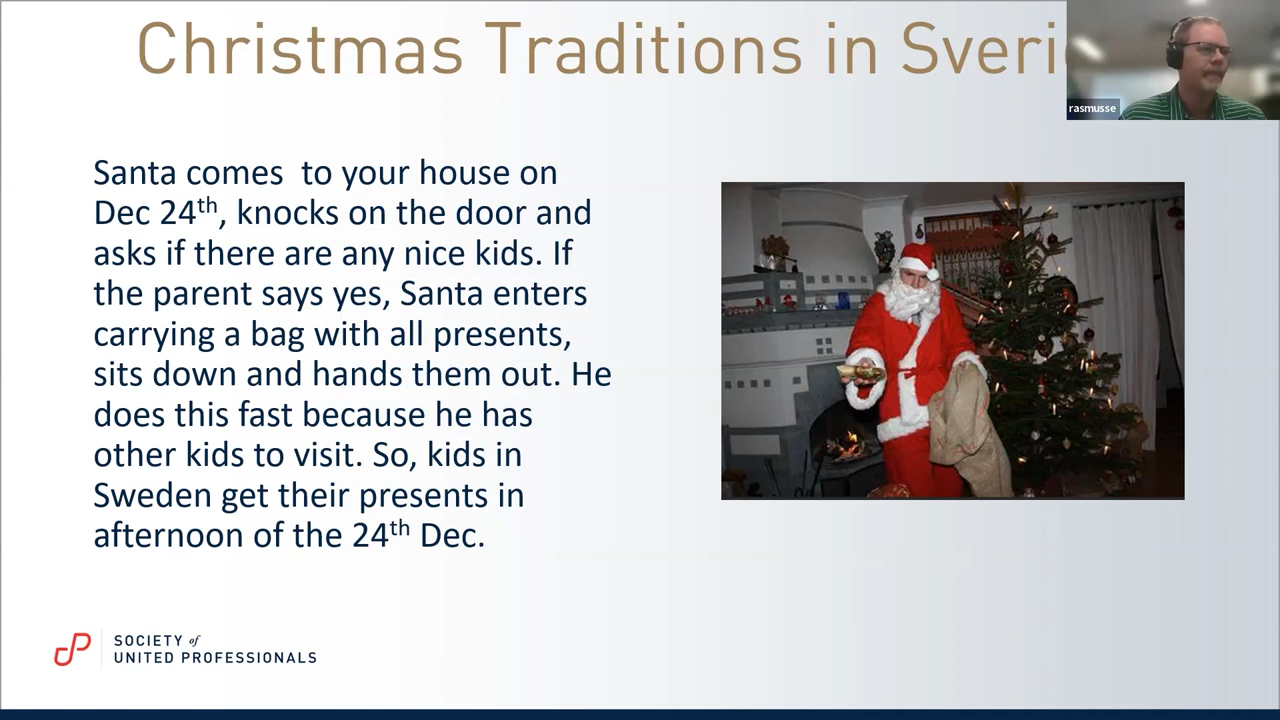 Christmas Traditions in Sveri
rasmusse
Santa comes  to your house on
Dec 24th, knocks on the door and
asks if there are any nice kids. If
the parent says yes, Santa enters
carrying a bag with all presents,
sits down and hands them out. He
does this fast because he has
other kids to visit. So, kids in
Sweden get their presents in
afternoon of the 24th Dec.
SOCIETY of
UNITED PROFESSIONALS